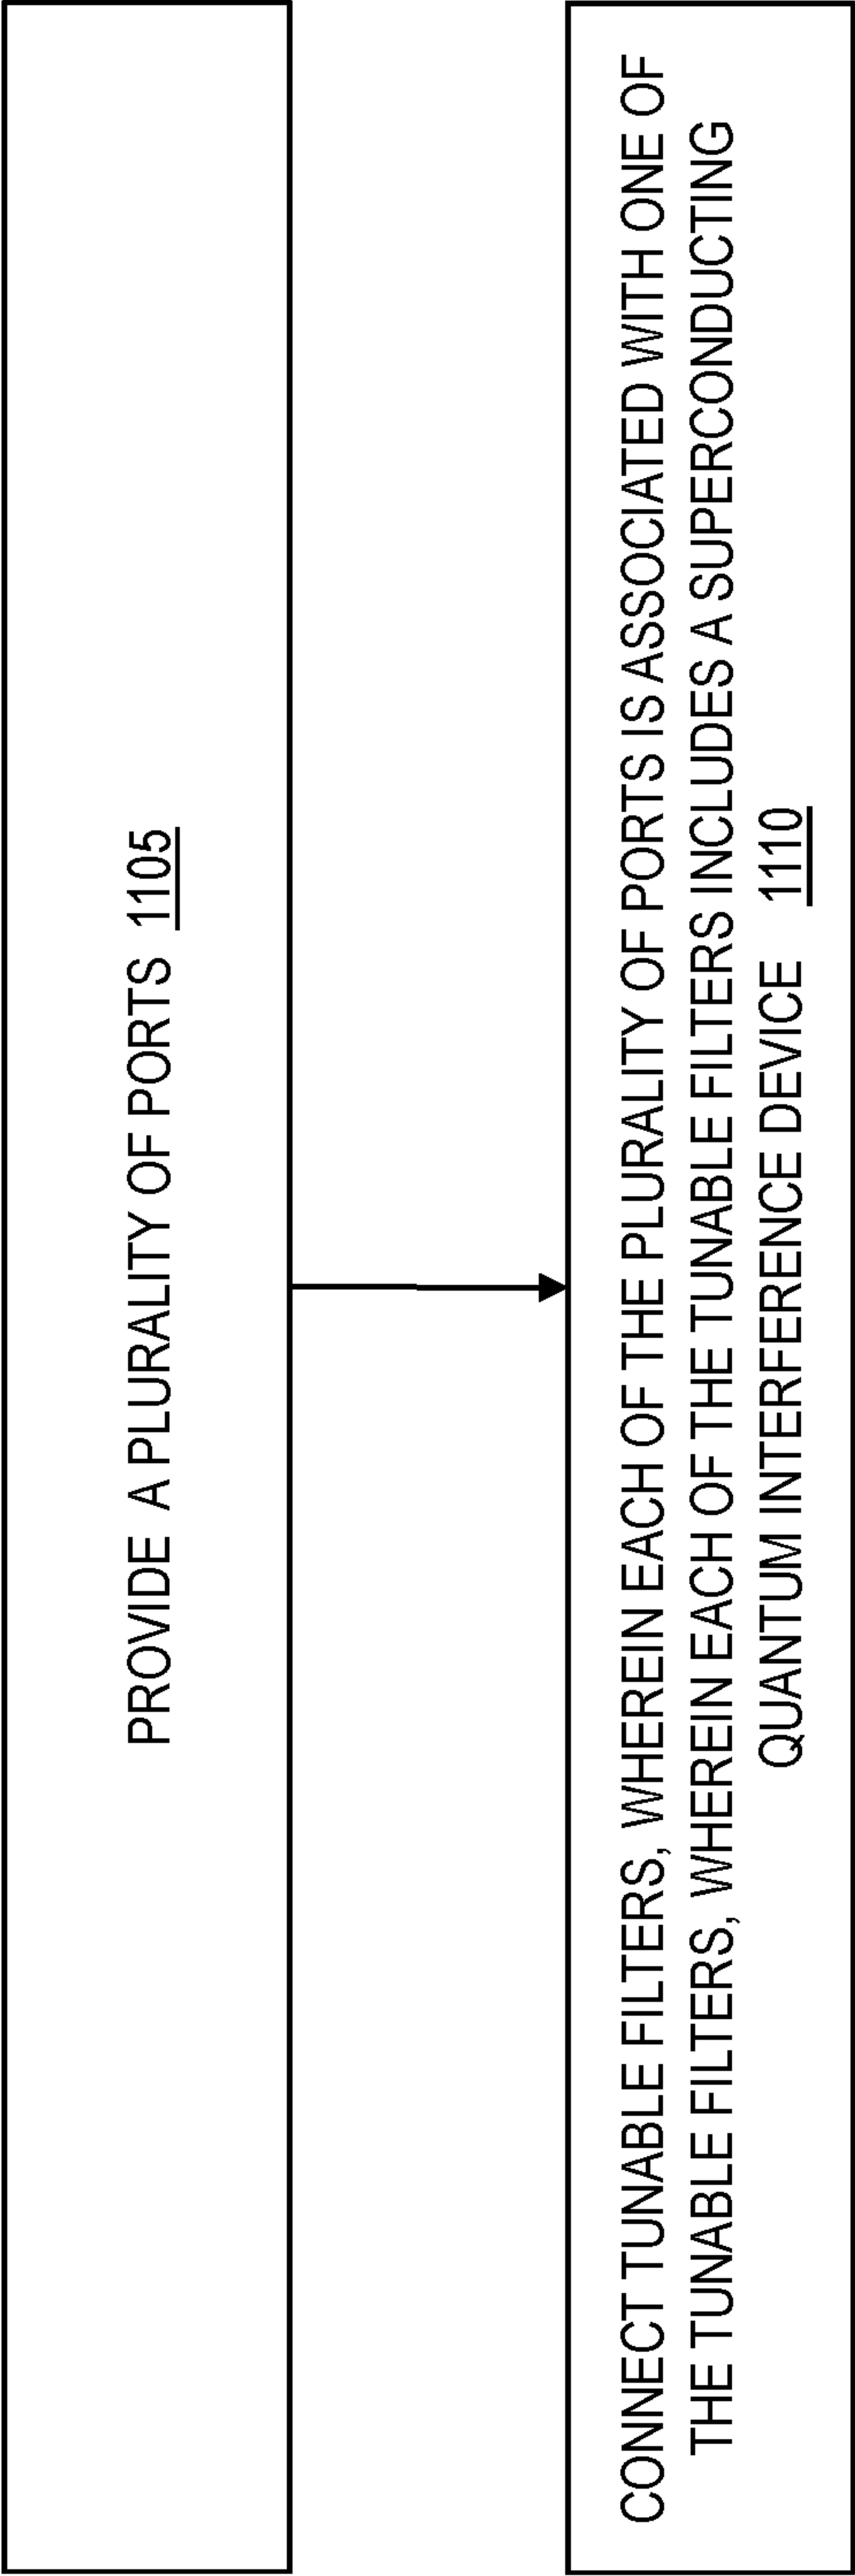 PROVIDE A PLURALITY OF PORTS 1105
CONNECT TUNABLE FILTERS, WHEREIN EACH OF THE PLURALITY OF PORTS IS ASSOCIATED WITH ONE OF
THE TUNABLE FILTERS, WHEREIN EACH OF THE TUNABLE FILTERS INCLUDES A SUPERCONDUCTING
QUANTUM INTERFERENCE DEVICE 1110